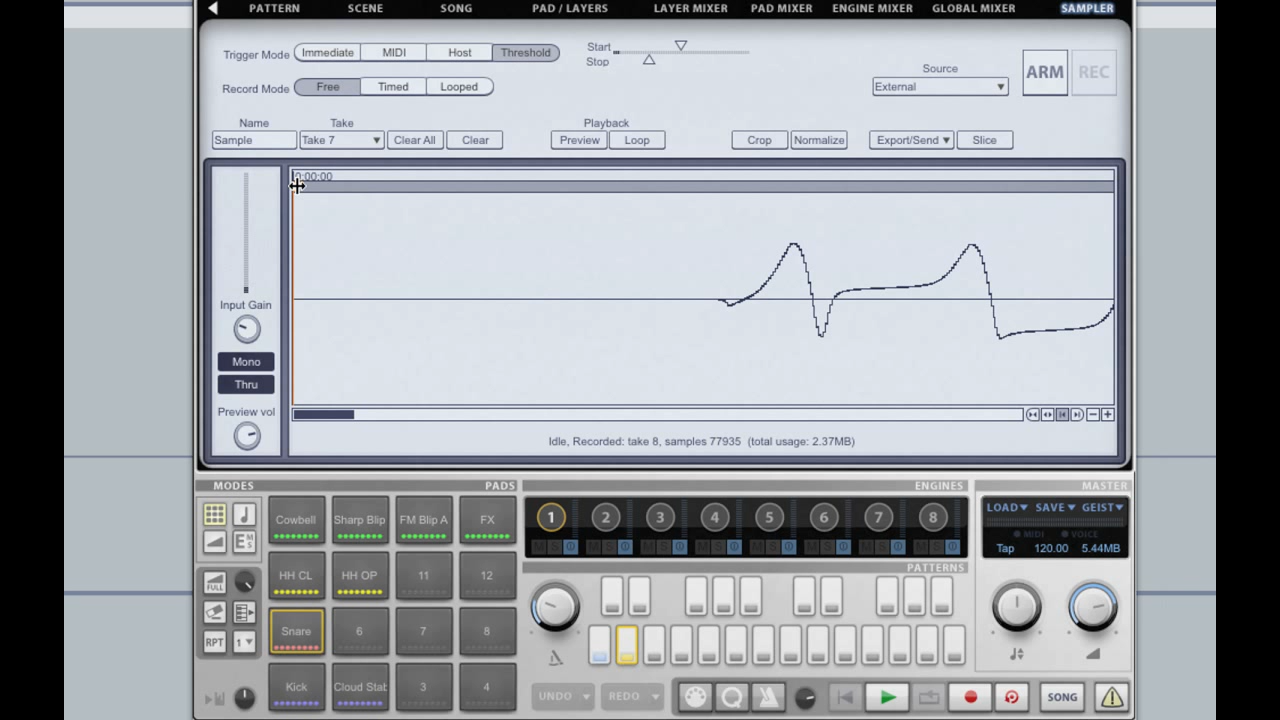 PATTERN SCENE SONG PAD / LAYERS LAYER MIXER PAD MIXER ENGINE MIXER GLOBAL MIXER SAMPLER
Trigger Mode Immediate MIDI Host Threshold Start
Stop
Source
Record Mode Free Timed Looped External ARM REC
Name Take Playback
Sample Take 7 Clear All Clear Preview Loop Crop Normalize Export/Send Slice
0:00:00
Input Gain
Mono
Thru
Preview vol
Idle, Recorded: take 8, samples 77935 (total usage: 2.37MB)
MODES PADS ENGINES MASTER
Cowbell Sharp Blip FM Blip A FX
1 2 3 4 5 6 7 8
M S M S M S M S M S M S M S M S
LOAD SAVE GEIST
MIDI VOICE
Tap 120.00 5.44MB
PATTERNS
FULL HH CL HH OP 11 12
RPT 1 Snare 6 7 8
Kick Cloud Stat 3 4
UNDO REDO SONG